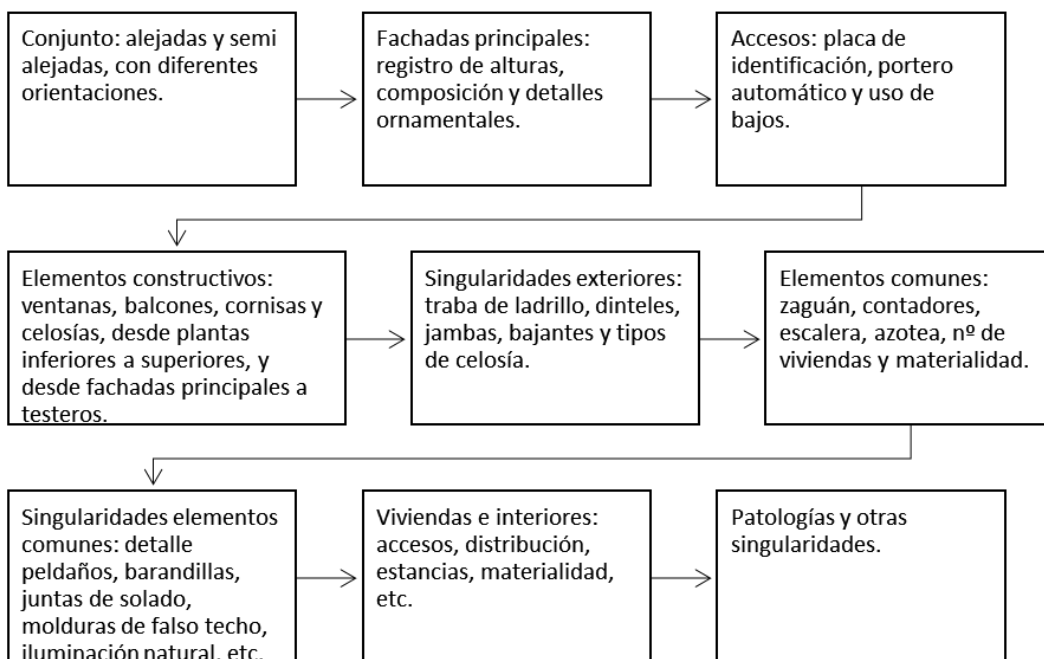 Conjunto: alejadas y semi
alejadas, con diferentes
orientaciones.
Fachadas principales:
registro de alturas,
composición y detalles
ornamentales.
Accesos: placa de
identificación, portero
automático y uso de
bajos.
Elementos constructivos:
ventanas, balcones, cornisas y
celosías, desde plantas
inferiores a superiores, y
desde fachadas principales a
testeros.
Singularidades exteriores:
traba de ladrillo, dinteles,
jambas, bajantes y tipos
de celosía.
Elementos comunes:
zaguán, contadores,
escalera, azotea, nº de
viviendas y materialidad.
Singularidades elementos
comunes: detalle
peldaños, barandillas,
juntas de solado,
molduras de falso techo,
iluminación natural, etc.
Viviendas e interiores:
accesos, distribución,
estancias, materialidad,
etc.
Patologías y otras
singularidades.